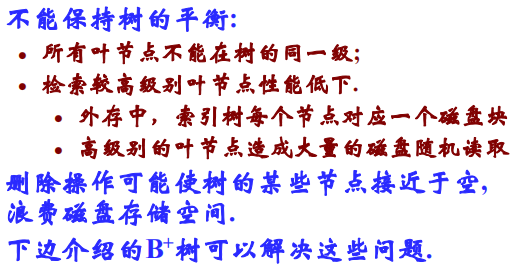 不能保持树的平衡:
• 所有叶节点不能在树的同一级;
• 检索较高级别叶节点性能低下.
• 外存中，索引树每个节点对应一个磁盘块
• 高级别的叶节点造成大量的磁盘随机读取
删除操作可能使树的某些节点接近于空,
浪费磁盘存储空间.
下边介绍的B⁺树可以解决这些问题.